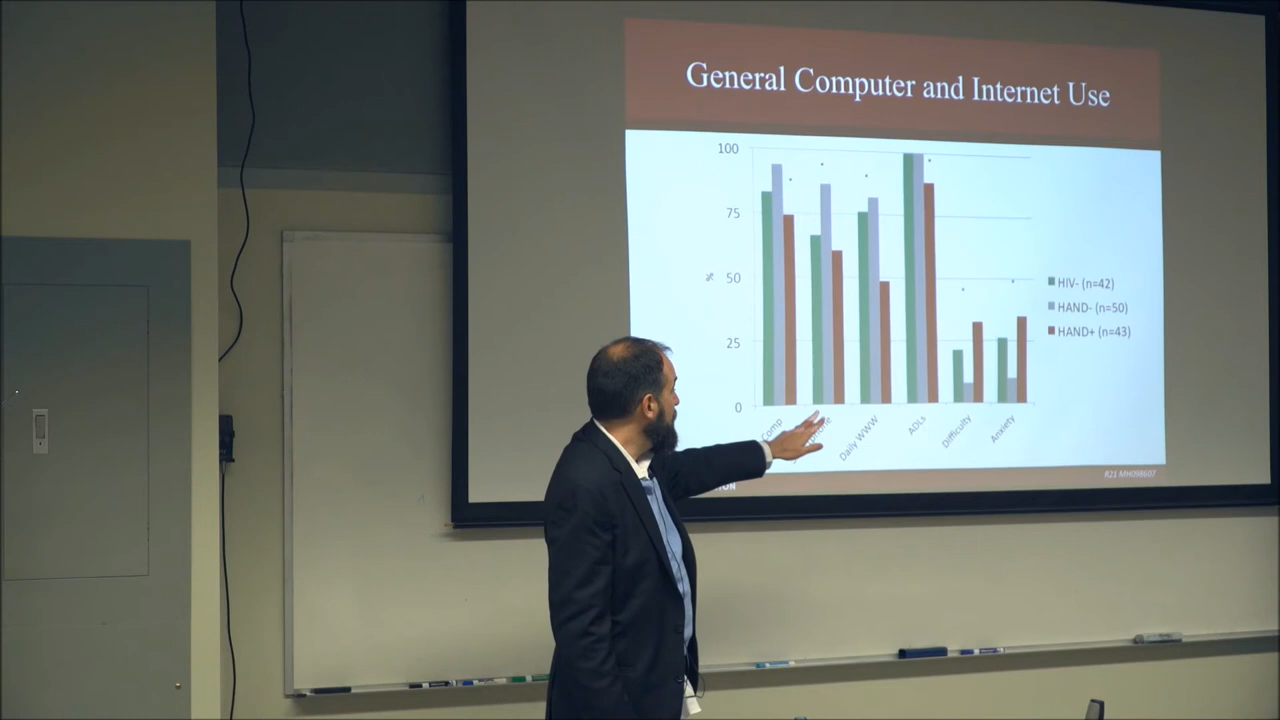 General Computer and Internet Use
100
75
50
25
0
%
Comp
Daily WWW
ADLs
Difficulty
Anxiety
HIV- (n=42)
HAND- (n=50)
HAND+ (n=43)
R21 MH098607